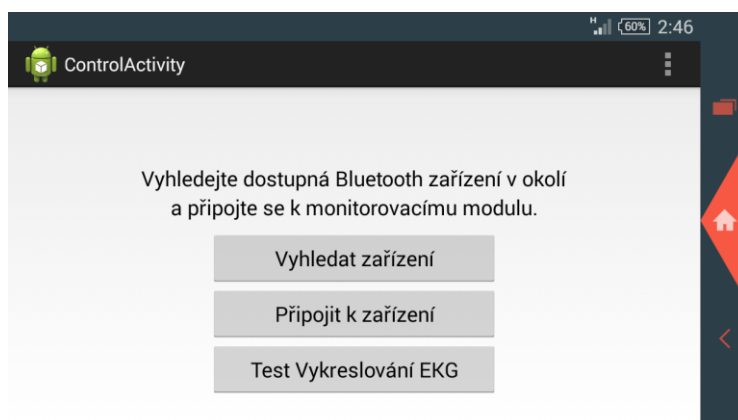 H 60% 2:46
ControlActivity
Vyhledejte dostupná Bluetooth zařízení v okolí
a připojte se k monitorovacímu modulu.
Vyhledat zařízení
Připojit k zařízení
Test Vykreslování EKG